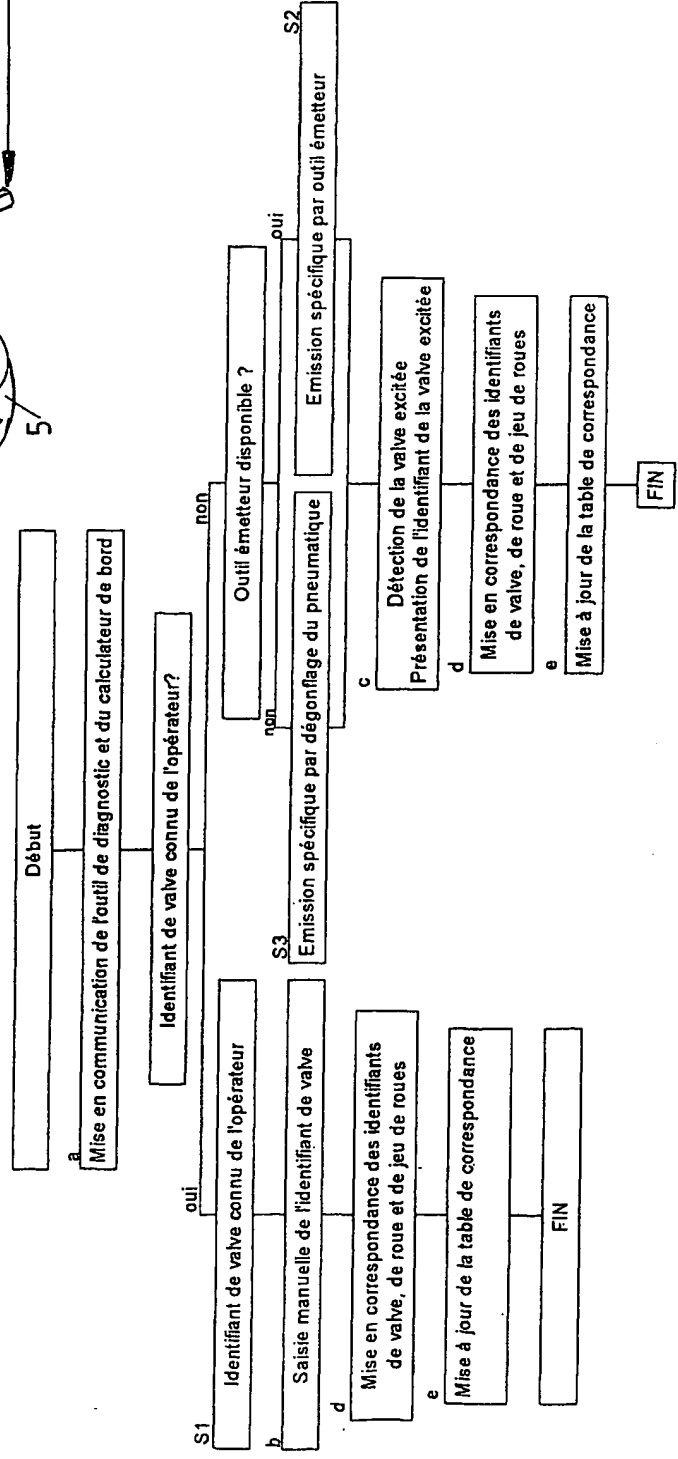 5
Début
a
Mise en communication de l'outil de diagnostic et du calculateur de bord
Identifiant de valve connu de l'opérateur?
oui
non
S1
Identifiant de valve connu de l'opérateur
b
Saisie manuelle de l'identifiant de valve
d
Mise en correspondance des identifiants
de valve, de roue et de jeu de roues
e
Mise à jour de la table de correspondance
FIN
Outil émetteur disponible ?
non
oui
S3
Emission spécifique par dégonflage du pneumatique
S2
Emission spécifique par outil émetteur
c
Détection de la valve excitée
Présentation de l'identifiant de la valve excitée
d
Mise en correspondance des identifiants
de valve, de roue et de jeu de roues
e
Mise à jour de la table de correspondance
FIN